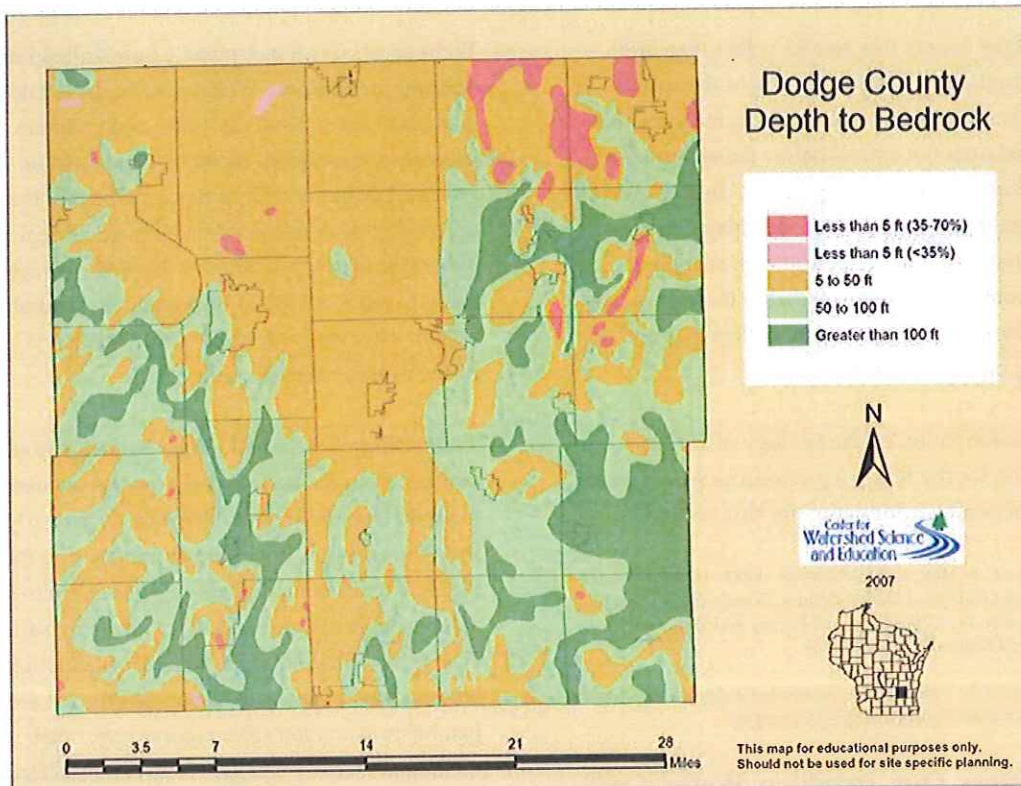 Dodge County
Depth to Bedrock
Less than 5 ft (35-70%)
Less than 5 ft (<35%)
5 to 50 ft
50 to 100 ft
Greater than 100 ft
N
Center for
Watershed Science
and Education
2007
0 3.5 7 14 21 28
Miles
This map for educational purposes only.
Should not be used for site specific planning.